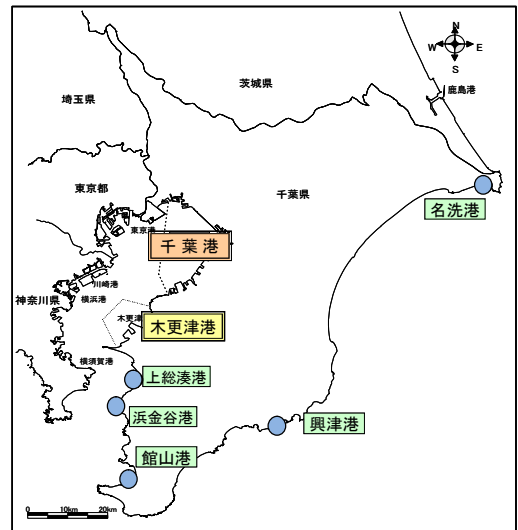 N
W E
S
茨城県
鹿島港
埼玉県
東京都
千葉県
名洗港
東京港
千葉港
川崎港
神奈川県
横浜港
木更津
木更津港
横須賀港
上総湊港
浜金谷港
興津港
館山港
0 10km 20km